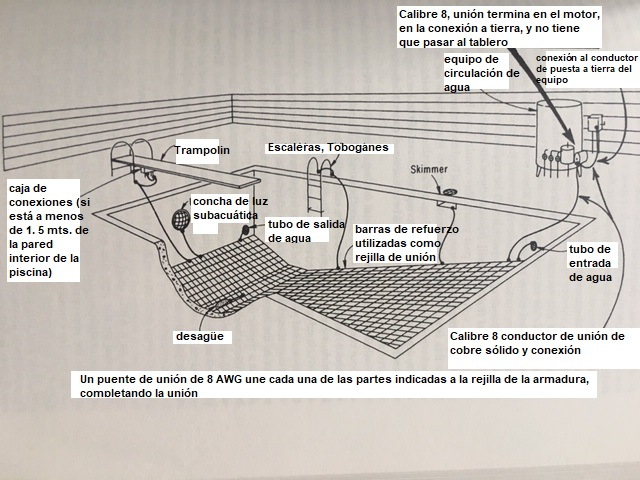 Calibre 8, unión termina en el motor,
en la conexión a tierra, y no tiene
que pasar al tablero
equipo de
circulación de
agua
conexión al conductor
de puesta a tierra del
equipo
Trampolin
Escaléras, Toboganes
Skimmer
caja de
conexiones (si
está a menos
de 1. 5 mts. de
la pared
interior de la
piscina)
concha de luz
subacuática
tubo de salida
de agua
barras de refuerzo
utilizadas como
rejilla de unión
tubo de
entrada
de agua
desagüe
Calibre 8 conductor de unión de
cobre sólido y conexión
Un puente de unión de 8 AWG une cada una de las partes indicadas a la rejilla de la armadura,
completando la unión